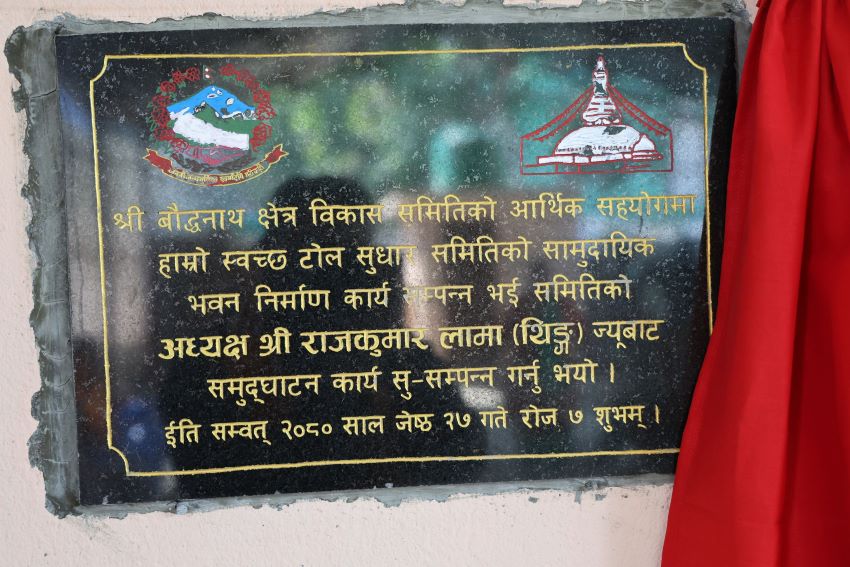 श्री बौद्धनाथ क्षेत्र विकास समितिको आर्थिक सहयोगमा
हाम्रो स्वच्छ टोल सुधार समितिको सामुदायिक
भवन निर्माण कार्य सम्पन्न भई समितिको
अध्यक्ष श्री राजकुमार लामा (थिङ्ग) ज्यूबाट
समुद्घाटन कार्य सु-सम्पन्न गर्नु भयो ।
ईति सम्वत् २०८० साल जेष्ठ २७ गते रोज ७ शुभम् ।